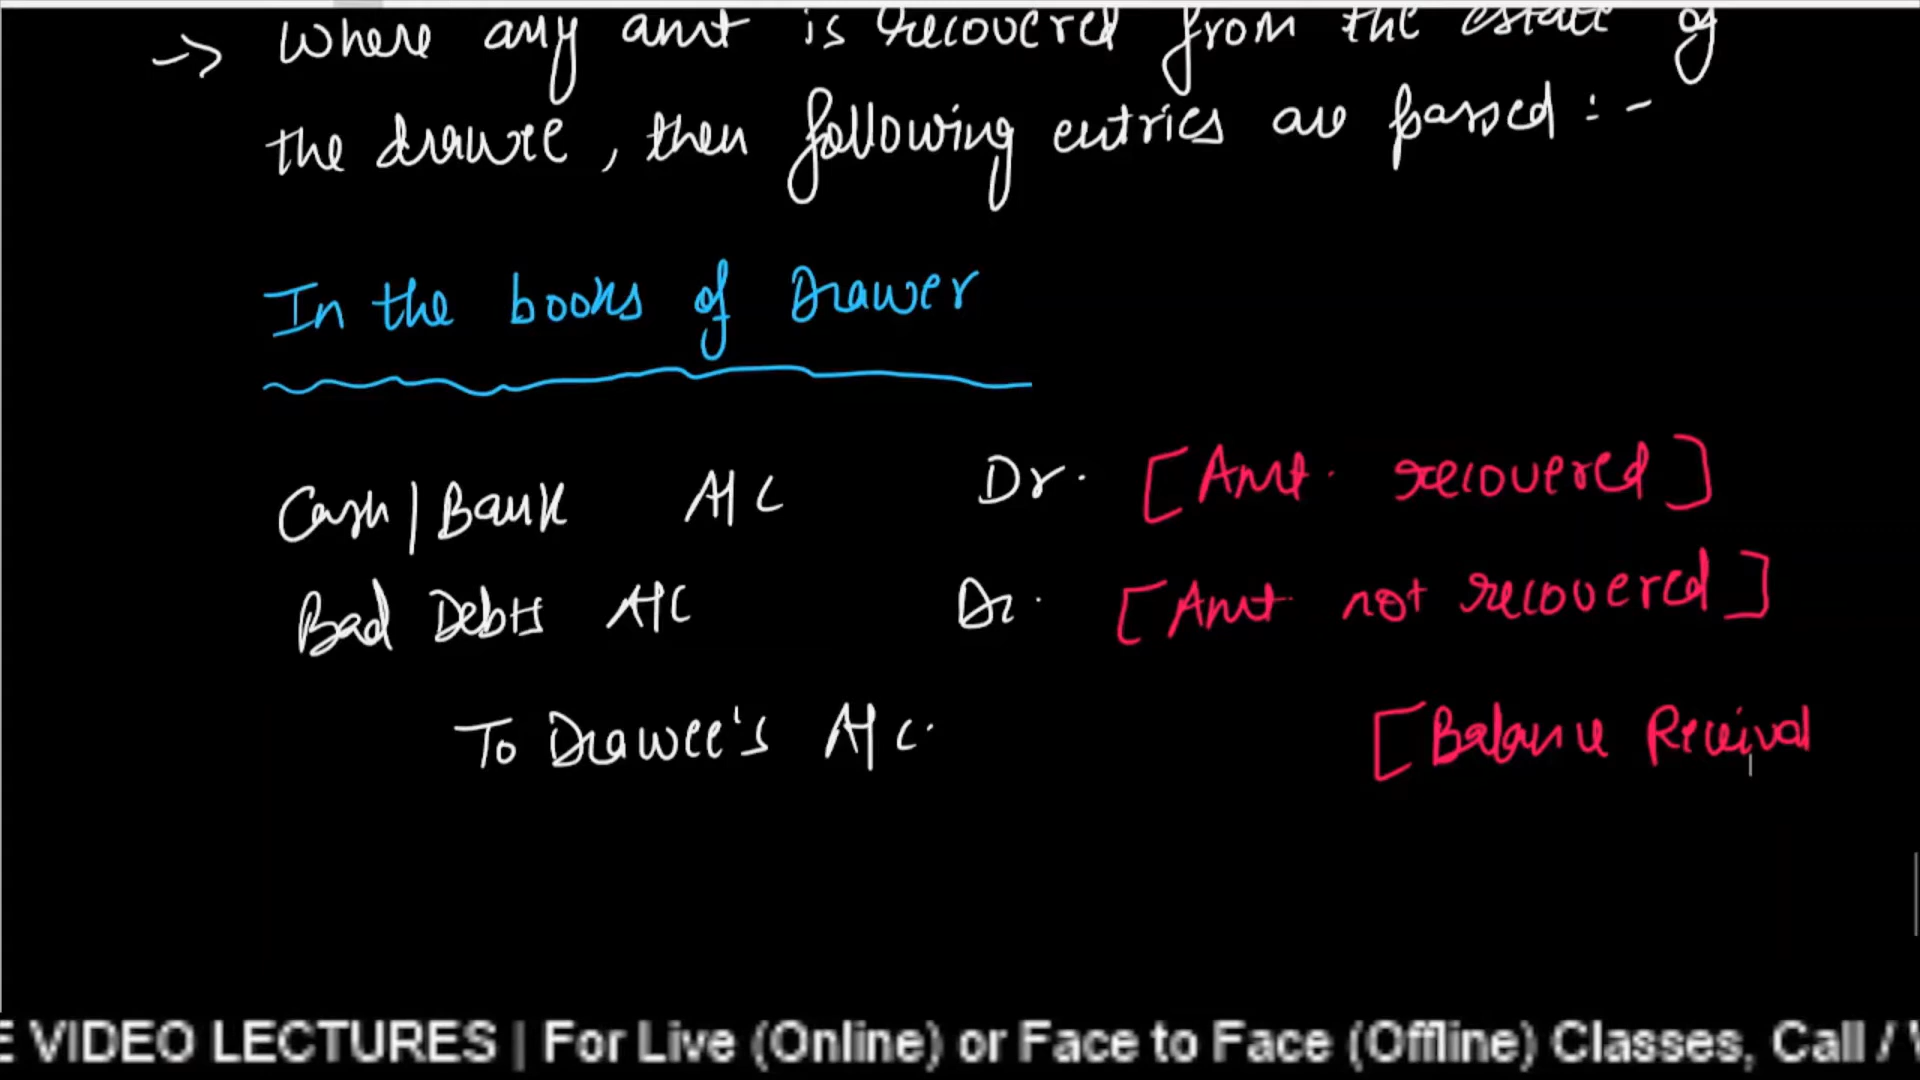 -> Where any amt is recovered from the estate of
the drawee, then following entries are passed :-
In the books of Drawer
Cash/Bank A/C Dr. [Amt. recovered]
Bad Debts A/C Dr. [Amt not recovered]
To Drawee's A/c. [Balance Receival
E VIDEO LECTURES | For Live (Online) or Face to Face (Offline) Classes, Call /